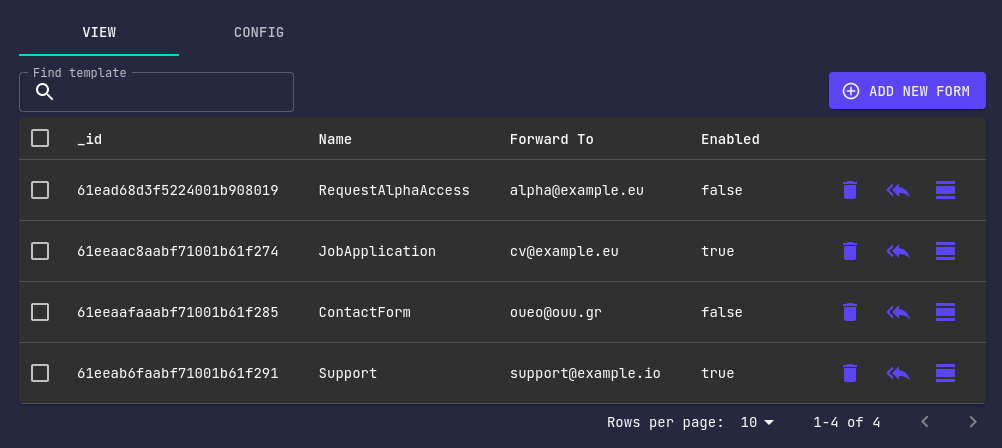 VIEW CONFIG
Find template
ADD NEW FORM
_id Name Forward To Enabled
61ead68d3f5224001b908019 RequestAlphaAccess alpha@example.eu false
61eeaac8aabf71001b61f274 JobApplication cv@example.eu true
61eeaafaaabf71001b61f285 ContactForm oueo@ouu.gr false
61eeab6faabf71001b61f291 Support support@example.io true
Rows per page: 10 1-4 of 4